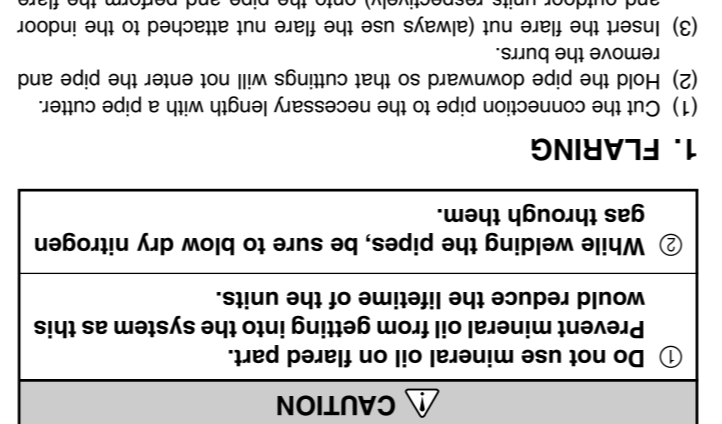 ⚠ CAUTION
① Do not use mineral oil on flared part.
Prevent mineral oil from getting into the system as this
would reduce the lifetime of the units.
② While welding the pipes, be sure to blow dry nitrogen
gas through them.
1. FLARING
(1) Cut the connection pipe to the necessary length with a pipe cutter.
(2) Hold the pipe downward so that cuttings will not enter the pipe and
remove the burrs.
(3) Insert the flare nut (always use the flare nut attached to the indoor
and outdoor units respectively) onto the pipe and perform the flare